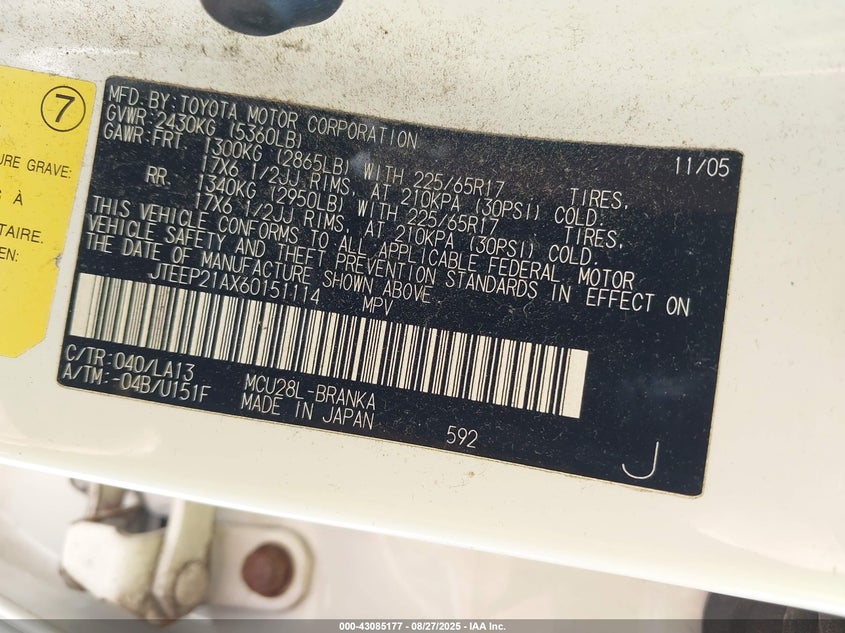 7
URE GRAVE:
S À
TAIRE.
EN:
MFD. BY: TOYOTA MOTOR CORPORATION 11/05
GVWR: 2430KG (5360LB)
GAWR: FRT 1300KG (2865LB) WITH 225/65R17 TIRES,
17X6 1/2JJ RIMS, AT 210KPA (30PSI) COLD.
RR. 1340KG (2950LB) WITH 225/65R17 TIRES,
17X6 1/2JJ RIMS, AT 210KPA (30PSI) COLD.
THIS VEHICLE CONFORMS TO ALL APPLICABLE FEDERAL MOTOR
VEHICLE SAFETY AND THEFT PREVENTION STANDARDS IN EFFECT ON
THE DATE OF MANUFACTURE SHOWN ABOVE.
JTEEP21AX60151114 MPV
C/TR: 040/LA13 MCU28L-BRANKA
A/TM: -04B/U151F MADE IN JAPAN 592
J
000-43085177 - 08/27/2025 - IAA Inc.